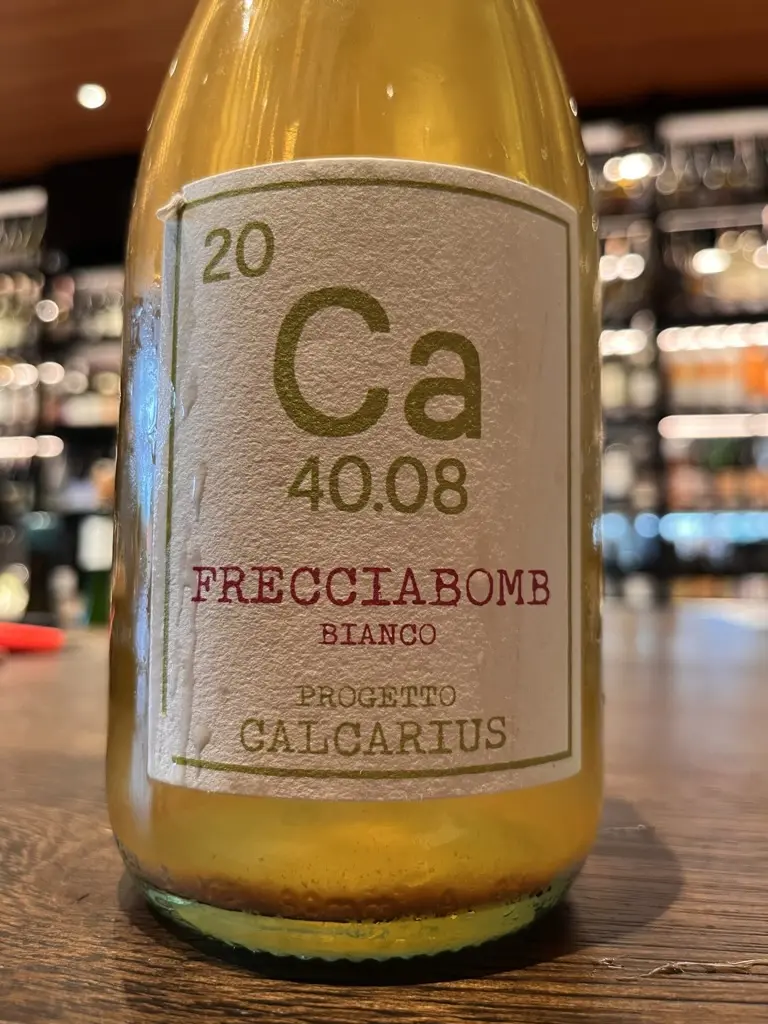 20
Ca
40.08
FRECCIABOMB
BIANCO
PROGETTO
CALCARIUS